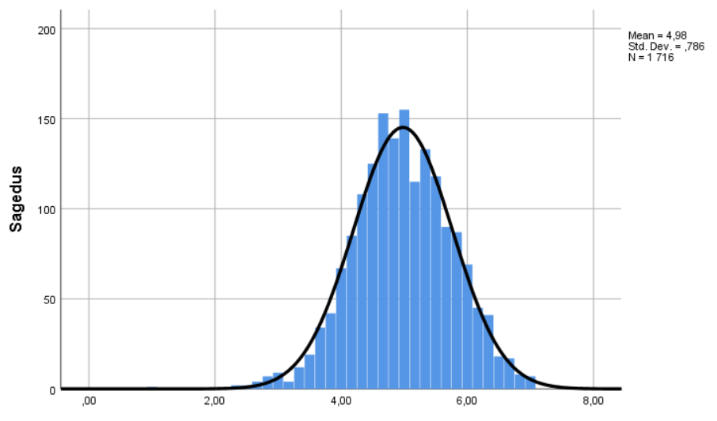 200
150
100
50
0
Sagedus
,00
2,00
4,00
6,00
8,00
Mean = 4,98
Std. Dev. = ,786
N = 1 716